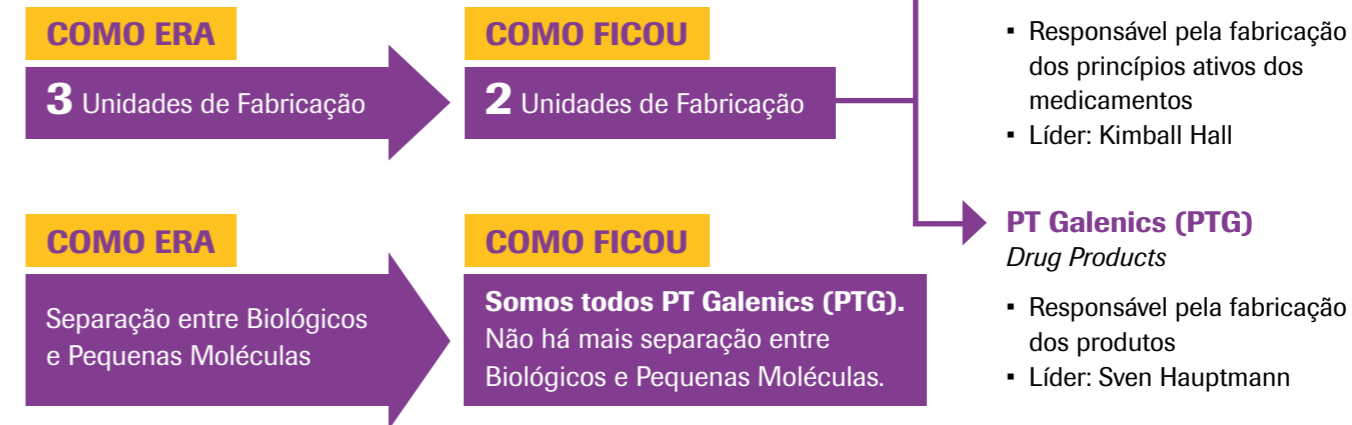 COMO ERA
3 Unidades de Fabricação
COMO FICOU
2 Unidades de Fabricação
▪ Responsável pela fabricação
dos princípios ativos dos
medicamentos
▪ Líder: Kimball Hall
COMO ERA
Separação entre Biológicos
e Pequenas Moléculas
COMO FICOU
Somos todos PT Galenics (PTG).
Não há mais separação entre
Biológicos e Pequenas Moléculas.
PT Galenics (PTG)
Drug Products
▪ Responsável pela fabricação
dos produtos
▪ Líder: Sven Hauptmann